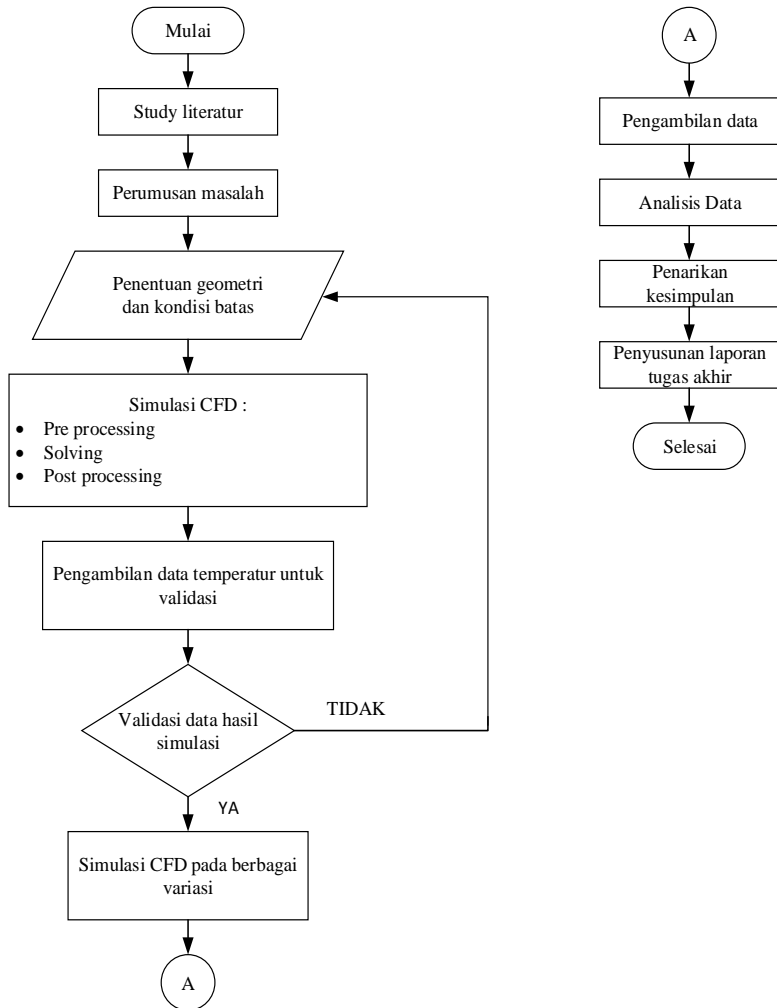 Mulai
Study literatur
Perumusan masalah
Penentuan geometri
dan kondisi batas
Simulasi CFD :
• Pre processing
• Solving
• Post processing
Pengambilan data temperatur untuk
validasi
Validasi data hasil
simulasi
TIDAK
YA
Simulasi CFD pada berbagai
variasi
A
A
Pengambilan data
Analisis Data
Penarikan
kesimpulan
Penyusunan laporan
tugas akhir
Selesai